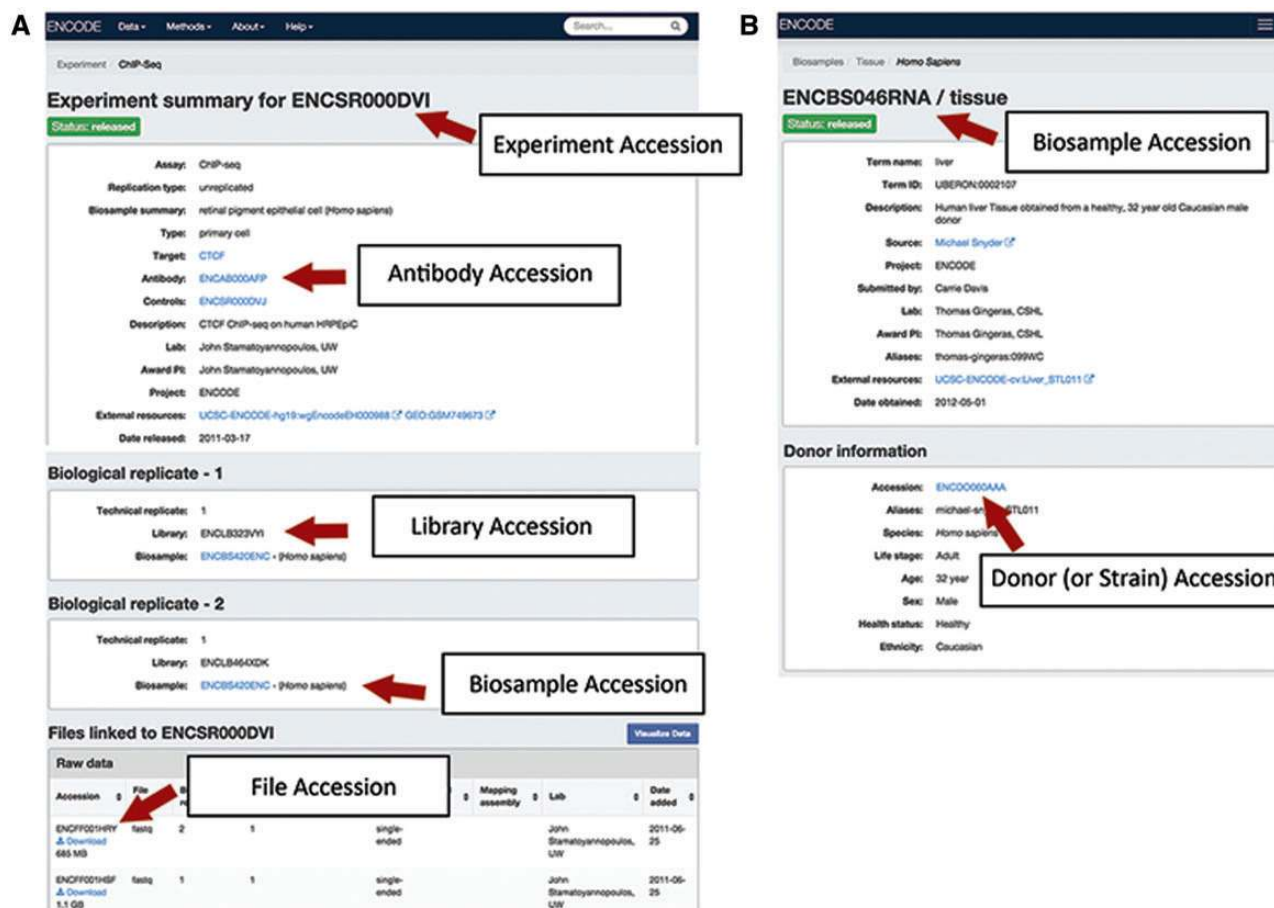 A
ENCODE Data Methods About Help Search...
Experiment / ChIP-Seq
Experiment summary for ENCSR000DVI
Status: released
Experiment Accession
Assay: ChIP-seq
Replication type: unreplicated
Biosample summary: retinal pigment epithelial cell (Homo sapiens)
Type: primary cell
Target: CTCF
Antibody: ENCAB000AFP
Antibody Accession
Controls: ENCSR000DVJ
Description: CTCF ChIP-seq on human HRPEpiC
Lab: John Stamatoyannopoulos, UW
Award PI: John Stamatoyannopoulos, UW
Project: ENCODE
External resources: UCSC-ENCODE-hg19:wgEncodeEH000988 GEO:GSM749673
Date released: 2011-03-17
Biological replicate - 1
Technical replicate: 1
Library: ENCLB323VYI
Library Accession
Biosample: ENCBS420ENC - (Homo sapiens)
Biological replicate - 2
Technical replicate: 1
Library: ENCLB464XDK
Biosample: ENCBS420ENC - (Homo sapiens)
Biosample Accession
Files linked to ENCSR000DVI
Visualize Data
Raw data
File Accession
Accession File Mapping assembly Lab Date added
ENCFF001HRY fastq 2 1 single-ended John Stamatoyannopoulos, UW 2011-06-25
Download
685 MB
ENCFF001HSF fastq 1 1 single-ended John Stamatoyannopoulos, UW 2011-06-25
Download
1.1 GB
B
ENCODE
Biosamples / Tissue / Homo Sapiens
ENCBS046RNA / tissue
Status: released
Biosample Accession
Term name: liver
Term ID: UBERON:0002107
Description: Human liver Tissue obtained from a healthy, 32 year old Caucasian male donor
Source: Michael Snyder
Project: ENCODE
Submitted by: Carrie Davis
Lab: Thomas Gingeras, CSHL
Award PI: Thomas Gingeras, CSHL
Aliases: thomas-gingeras:099WC
External resources: UCSC-ENCODE-cv:Liver_STL011
Date obtained: 2012-05-01
Donor information
Accession: ENCDO060AAA
Aliases: STL011
Species: Homo sapiens
Life stage: Adult
Age: 32 year
Donor (or Strain) Accession
Sex: Male
Health status: Healthy
Ethnicity: Caucasian